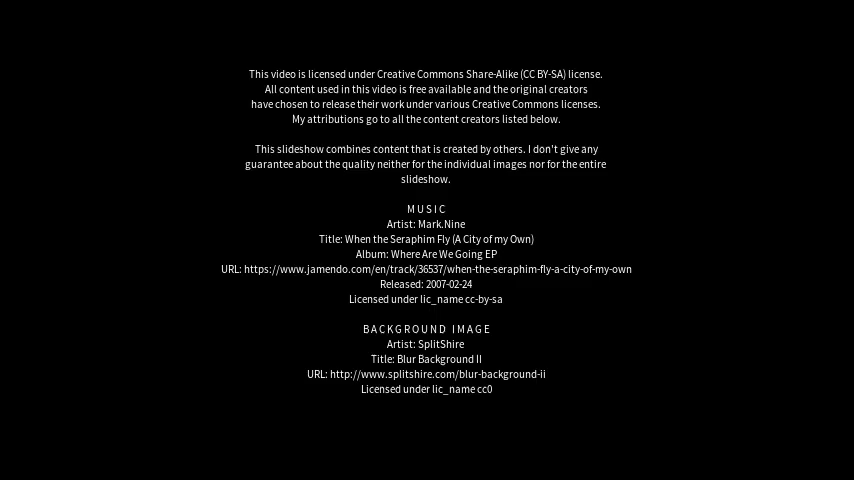 This video is licensed under Creative Commons Share-Alike (CC BY-SA) license.
All content used in this video is free available and the original creators
have chosen to release their work under various Creative Commons licenses.
My attributions go to all the content creators listed below.
This slideshow combines content that is created by others. I don't give any
guarantee about the quality neither for the individual images nor for the entire
slideshow.
MUSIC
Artist: Mark.Nine
Title: When the Seraphim Fly (A City of my Own)
Album: Where Are We Going EP
URL: https://www.jamendo.com/en/track/36537/when-the-seraphim-fly-a-city-of-my-own
Released: 2007-02-24
Licensed under lic_name cc-by-sa
BACKGROUND IMAGE
Artist: SplitShire
Title: Blur Background II
URL: http://www.splitshire.com/blur-background-ii
Licensed under lic_name cc0